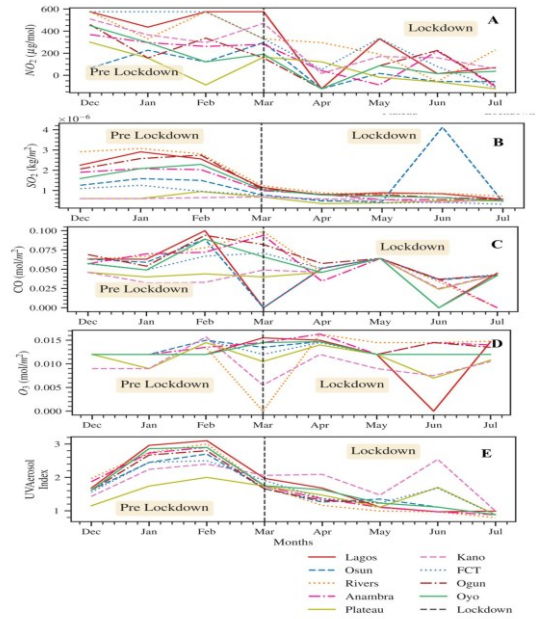 A
600
400
200
0
NO₂ (µg/mol)
Lockdown
Pre Lockdown
Dec Jan Feb Mar Apr May Jun Jul
×10⁻⁶
B
4
3
2
1
0
SO₂ (kg/m²)
Pre Lockdown
Lockdown
Dec Jan Feb Mar Apr May Jun Jul
C
0.100
0.075
0.050
0.025
0.000
CO (mol/m²)
Lockdown
Pre Lockdown
Dec Jan Feb Mar Apr May Jun Jul
D
0.015
0.010
0.005
0.000
O₃ (mol/m²)
Pre Lockdown
Lockdown
Dec Jan Feb Mar Apr May Jun Jul
E
3
2
1
UVAerosol
Index
Lockdown
Pre Lockdown
Dec Jan Feb Mar Apr May Jun Jul
Months
Lagos
Osun
Rivers
Anambra
Plateau
Kano
FCT
Ogun
Oyo
Lockdown